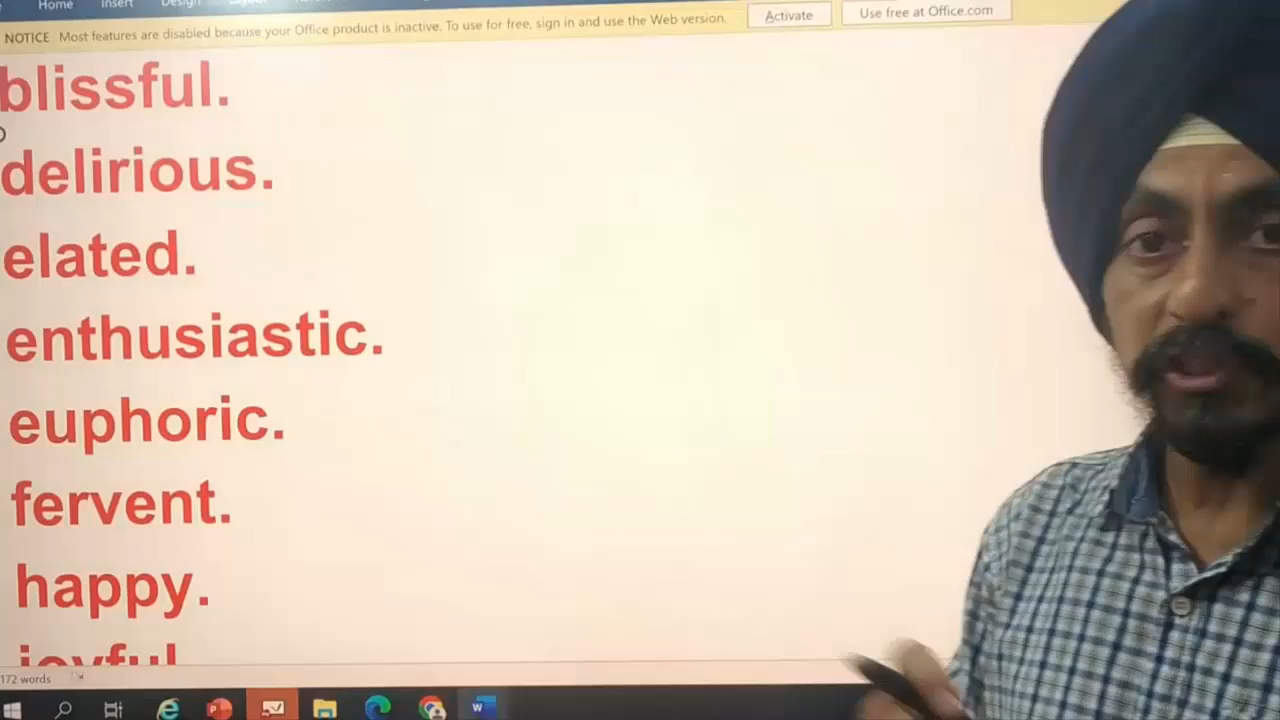 Home Insert Design
NOTICE Most features are disabled because your Office product is inactive. To use for free, sign in and use the Web version. Activate Use free at Office.com
blissful.
delirious.
elated.
enthusiastic.
euphoric.
fervent.
happy.
joyful
172 words